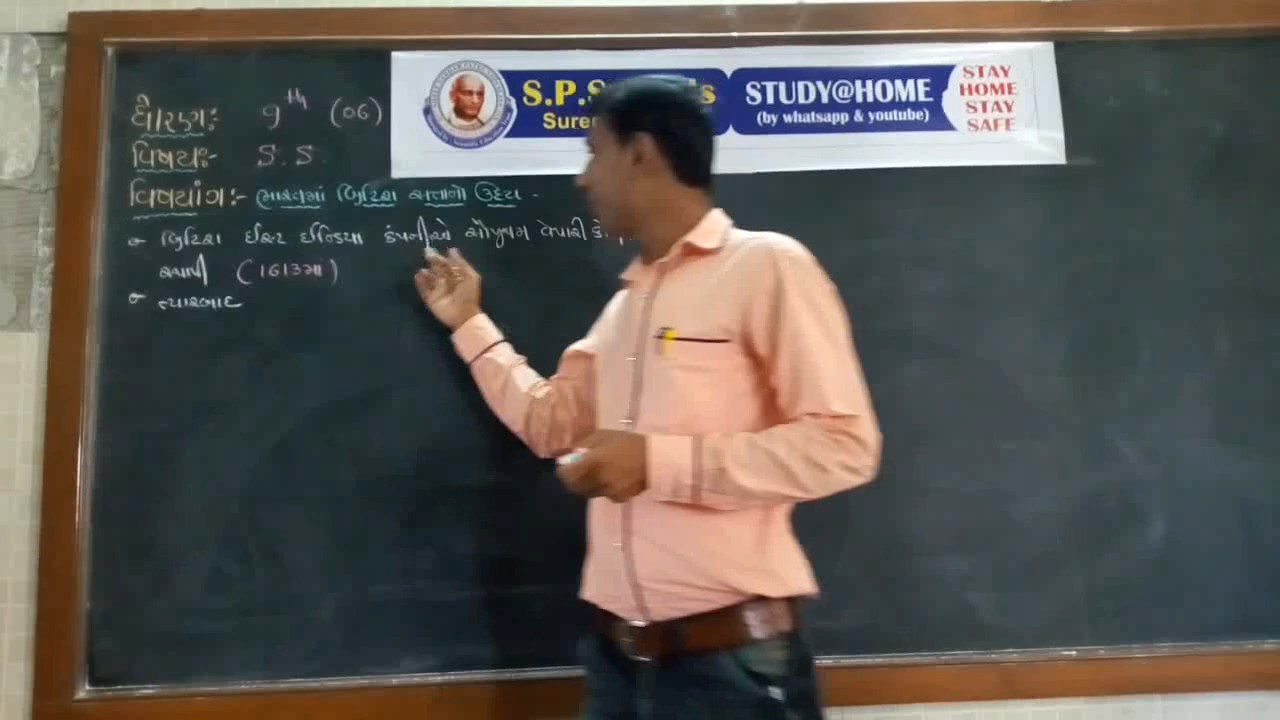 ધોરણ:  9th (06)
વિષય:-  S. S.
વિષયાંગ:- ભારતમાં બ્રિટિશ સત્તાનો ઉદય -
બ્રિટિશ ઈસ્ટ ઈન્ડિયા કંપનીએ સૌપ્રથમ વેપારી
સ્થાપી (1613માં)
ત્યારબાદ
S.P.S
Sure
STUDY@HOME
(by whatsapp & youtube)
STAY
HOME
STAY
SAFE